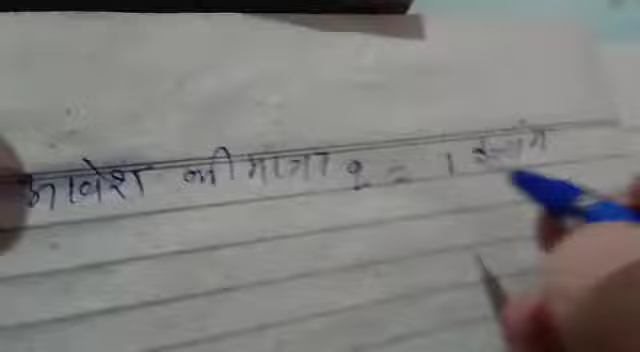 आवेश की मात्रा q = 1 कूलाम